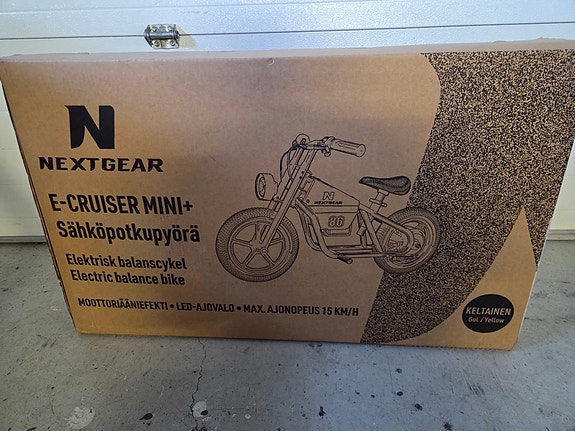 N
NEXTGEAR
E-CRUISER MINI+
Sähköpotkupyörä
Elektrisk balanscykel
Electric balance bike
MOOTTORIÄÄNIEFEKTI • LED-AJOVALO • MAX. AJONOPEUS 15 KM/H
N
NEXTGEAR
86
KELTAINEN
Gul / Yellow